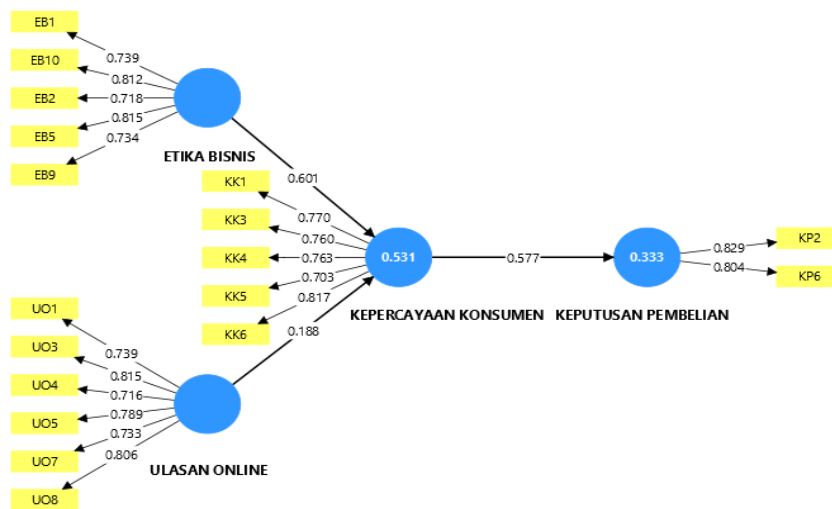 EB1
0.739
EB10
0.812
EB2
0.718
EB5
0.815
EB9
0.734
ETIKA BISNIS
0.601
KK1
0.770
KK3
0.760
KK4
0.763
KK5
0.703
KK6
0.817
0.531
KEPERCAYAAN KONSUMEN
0.577
0.333
KEPUTUSAN PEMBELIAN
0.829
KP2
0.804
KP6
0.188
UO1
0.739
UO3
0.815
UO4
0.716
UO5
0.789
UO7
0.733
UO8
0.806
ULASAN ONLINE